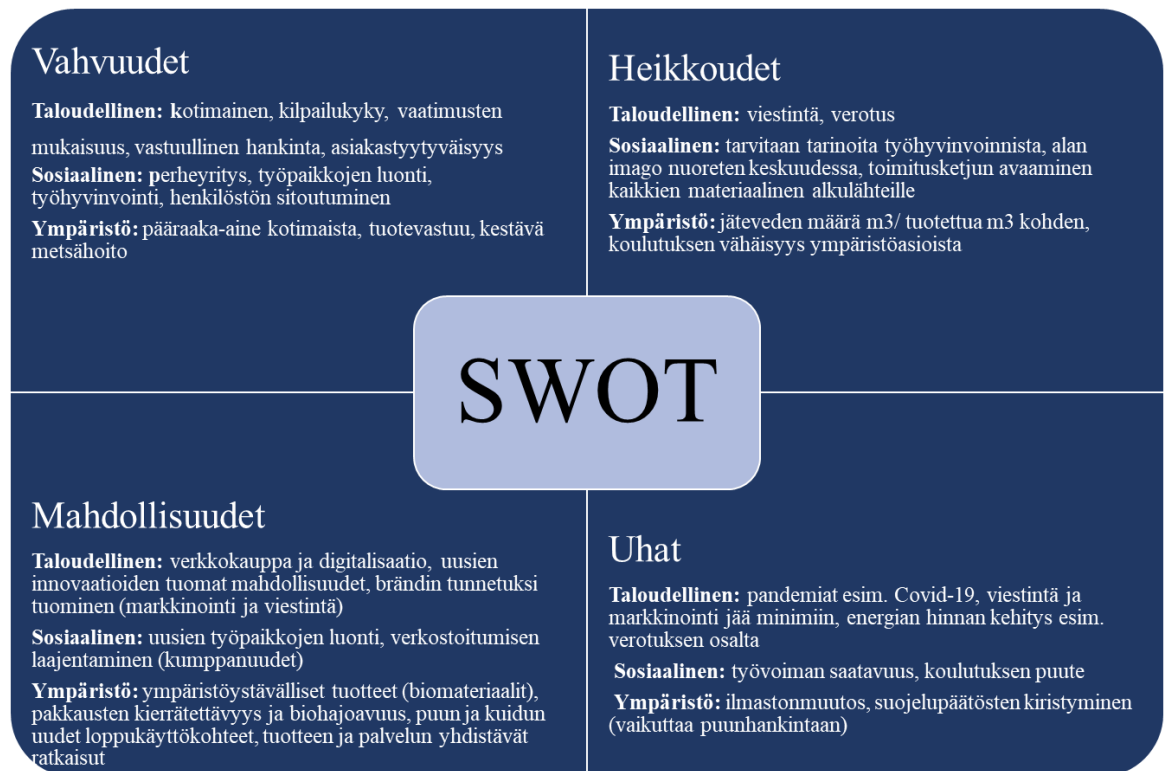 Vahvuudet
Taloudellinen: kotimainen, kilpailukyky, vaatimusten
mukaisuus, vastuullinen hankinta, asiakastyytyväisyys
Sosiaalinen: perheyritys, työpaikkojen luonti,
työhyvinvointi, henkilöstön sitoutuminen
Ympäristö: pääraaka-aine kotimaista, tuotevastuu, kestävä
metsähoito
Heikkoudet
Taloudellinen: viestintä, verotus
Sosiaalinen: tarvitaan tarinoita työhyvinvoinnista, alan
imago nuoreten keskuudessa, toimitusketjun avaaminen
kaikkien materiaalinen alkulähteille
Ympäristö: jäteveden määrä m3/ tuotettua m3 kohden,
koulutuksen vähäisyys ympäristöasioista
SWOT
Mahdollisuudet
Taloudellinen: verkkokauppa ja digitalisaatio, uusien
innovaatioiden tuomat mahdollisuudet, brändin tunnetuksi
tuominen (markkinointi ja viestintä)
Sosiaalinen: uusien työpaikkojen luonti, verkostoitumisen
laajentaminen (kumppanuudet)
Ympäristö: ympäristöystävälliset tuotteet (biomateriaalit),
pakkausten kierrätettävyys ja biohajoavuus, puun ja kuidun
uudet loppukäyttökohteet, tuotteen ja palvelun yhdistävät
ratkaisut
Uhat
Taloudellinen: pandemiat esim. Covid-19, viestintä ja
markkinointi jää minimiin, energian hinnan kehitys esim.
verotuksen osalta
Sosiaalinen: työvoiman saatavuus, koulutuksen puute
Ympäristö: ilmastonmuutos, suojelupäätösten kiristyminen
(vaikuttaa puunhankintaan)